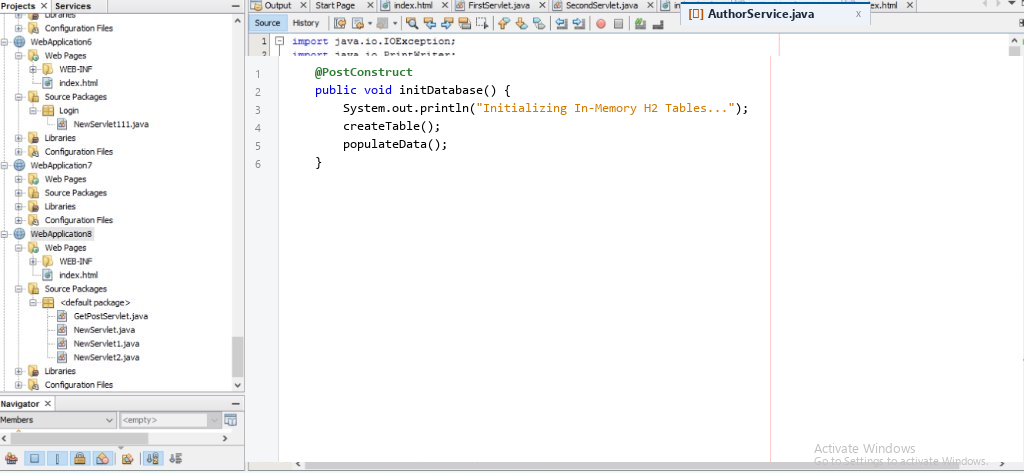 Projects × Services
Libraries
Configuration Files
WebApplication6
Web Pages
WEB-INF
index.html
Source Packages
Login
NewServlet111.java
Libraries
Configuration Files
WebApplication7
Web Pages
Source Packages
Libraries
Configuration Files
WebApplication8
Web Pages
WEB-INF
index.html
Source Packages
<default package>
GetPostServlet.java
NewServlet.java
NewServlet1.java
NewServlet2.java
Libraries
Configuration Files
Navigator ×
Members <empty>
Output × Start Page × index.html × FirstServlet.java × SecondServlet.java × AuthorService.java x
Source History
1 import java.io.IOException;
2 import java.io.PrintWriter;
1 @PostConstruct
2 public void initDatabase() {
3 System.out.println("Initializing In-Memory H2 Tables...");
4 createTable();
5 populateData();
6 }
Activate Windows
Go to Settings to activate Windows.